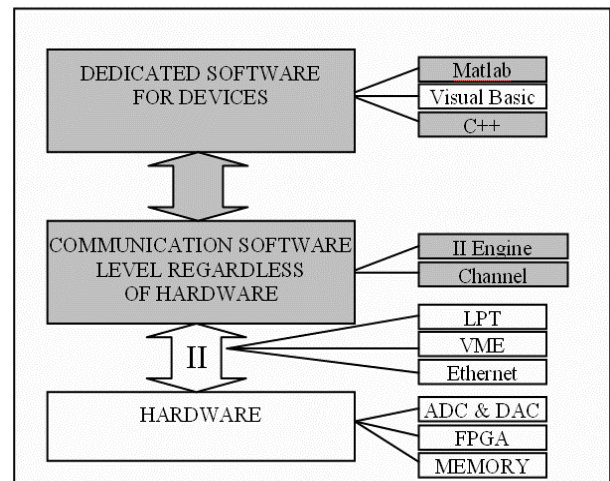 DEDICATED SOFTWARE
FOR DEVICES
Matlab
Visual Basic
C++
COMMUNICATION SOFTWARE
LEVEL REGARDLESS
OF HARDWARE
II Engine
Channel
II
LPT
VME
Ethernet
HARDWARE
ADC & DAC
FPGA
MEMORY